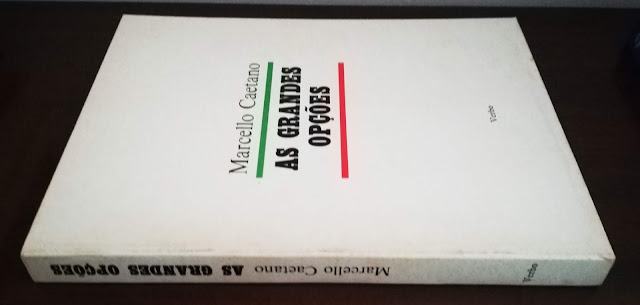 Marcello Caetano
AS GRANDES
OPÇÕES
Verbo
Marcello Caetano AS GRANDES OPÇÕES Verbo